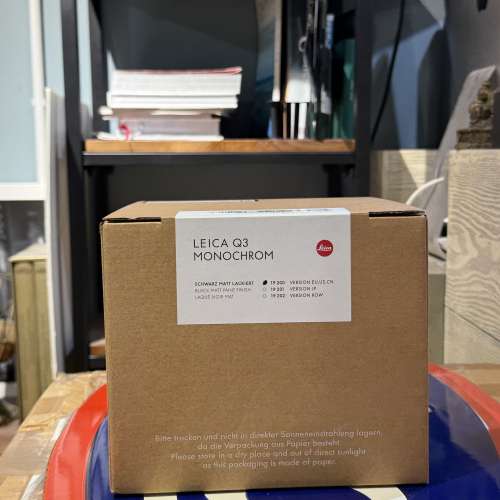 LEICA Q3
MONOCHROM
Leica
SCHWARZ MATT LACKIERT
BLACK MATT PAINT FINISH
LAQUÉ NOIR MAT
19 200 VERSION EU,US,CN
19 201 VERSION JP
19 202 VERSION ROW
Bitte trocken und nicht in direkter Sonneneinstrahlung lagern,
da die Verpackung aus Papier besteht.
Please store in a dry place and out of direct sunlight
as this packaging is made of paper.